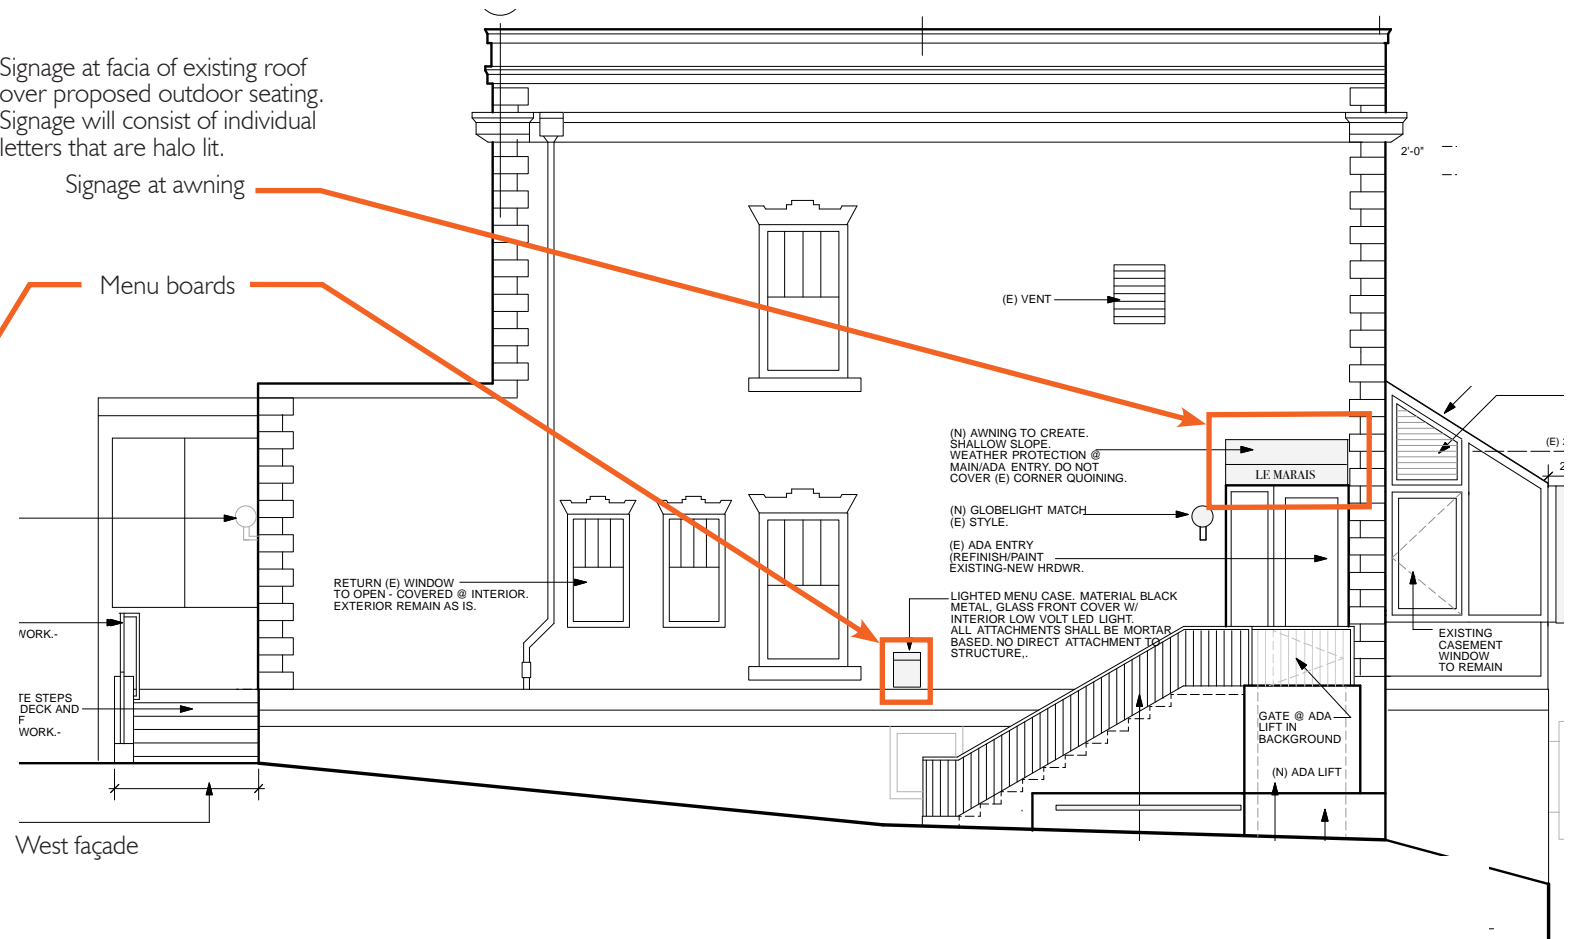 Signage at facia of existing roof
over proposed outdoor seating.
Signage will consist of individual
letters that are halo lit.
Signage at awning
Menu boards
2'-0"
(E) VENT
(N) AWNING TO CREATE.
SHALLOW SLOPE.
WEATHER PROTECTION @
MAIN/ADA ENTRY. DO NOT
COVER (E) CORNER QUOINING.
LE MARAIS
(N) GLOBELIGHT MATCH
(E) STYLE.
(E) ADA ENTRY
(REFINISH/PAINT
EXISTING-NEW HRDWR.
RETURN (E) WINDOW
TO OPEN - COVERED @ INTERIOR.
EXTERIOR REMAIN AS IS.
LIGHTED MENU CASE. MATERIAL BLACK
METAL, GLASS FRONT COVER W/
INTERIOR LOW VOLT LED LIGHT.
ALL ATTACHMENTS SHALL BE MORTAR
BASED. NO DIRECT ATTACHMENT TO
STRUCTURE,.
(E)
2
WORK.-
TE STEPS
DECK AND
F
WORK.-
EXISTING
CASEMENT
WINDOW
TO REMAIN
GATE @ ADA
LIFT IN
BACKGROUND
(N) ADA LIFT
West façade